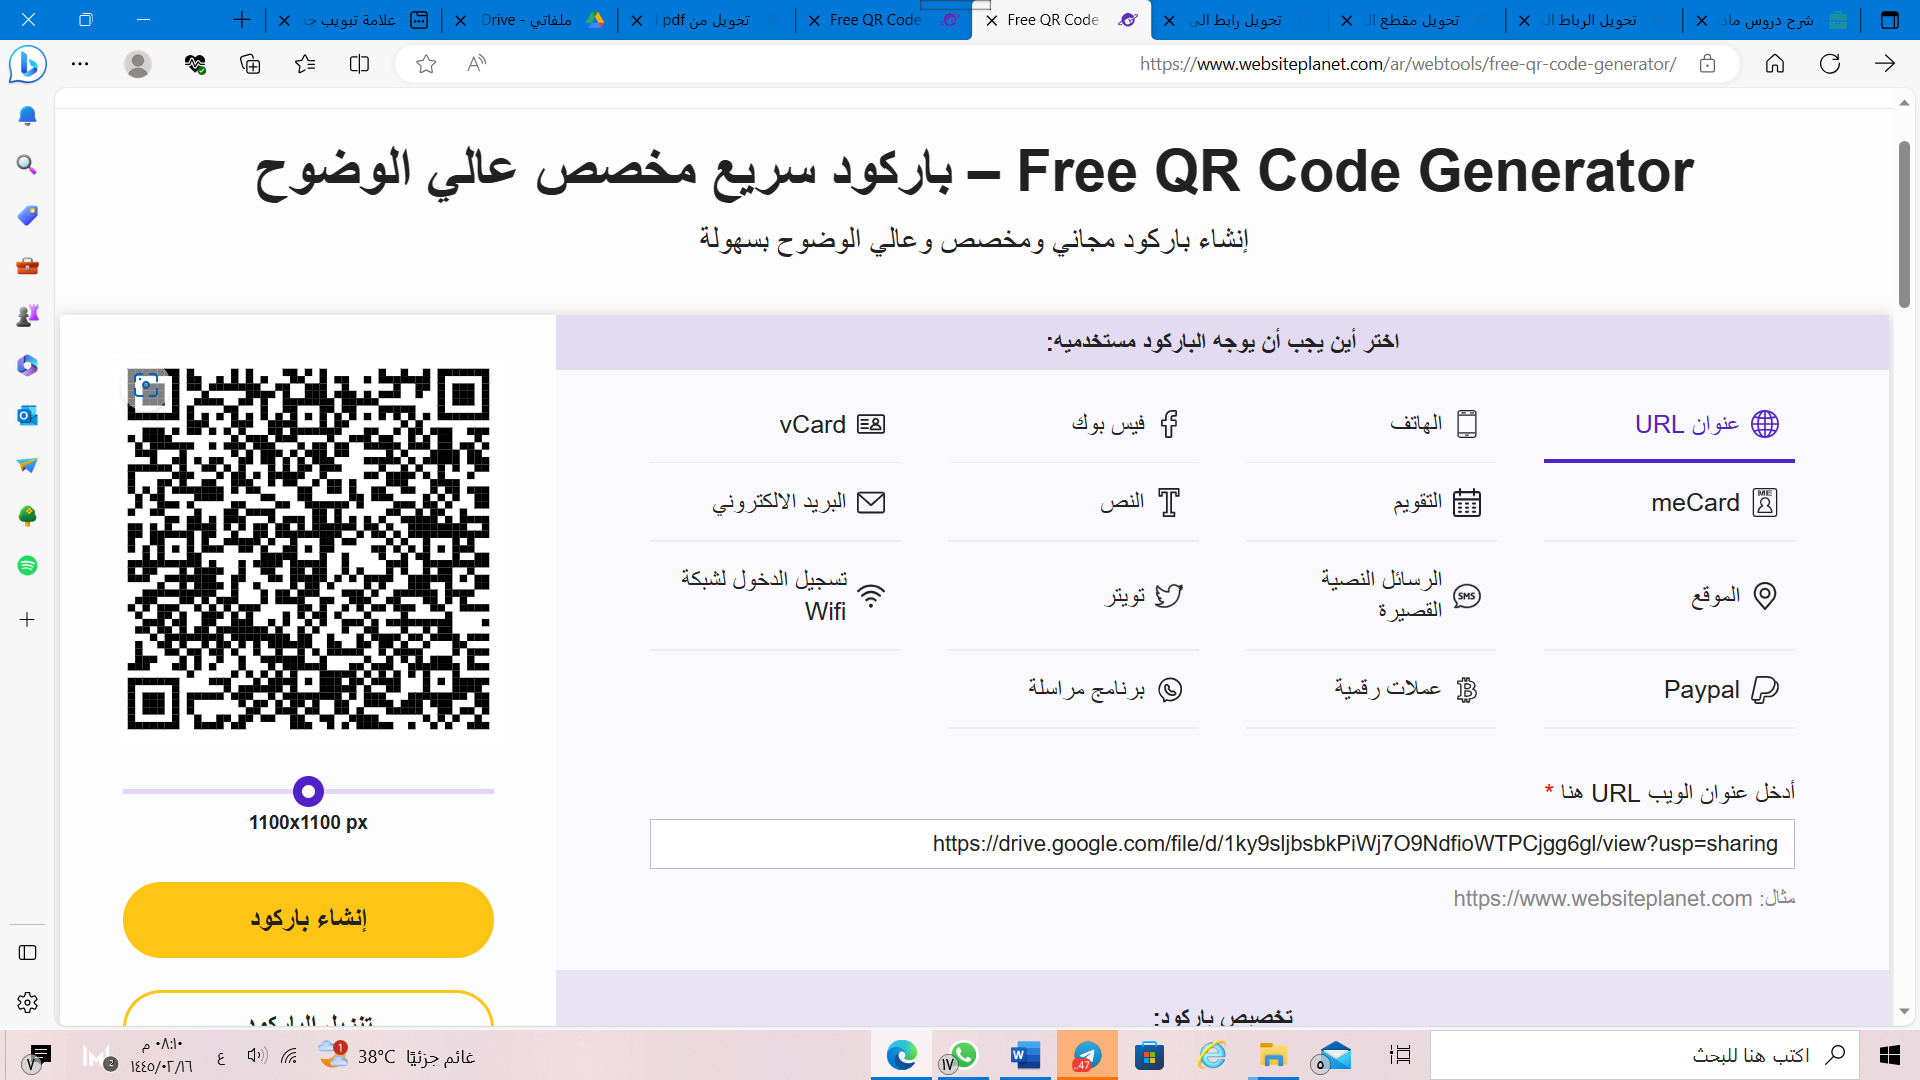 شرح دروس ماد
تحويل الرباط ال
تحويل مقطع ال
تحويل رابط الى
Free QR Code
Free QR Code
تحويل من pdf ا
ملفاتي - Drive
علامة تبويب جد
https://www.websiteplanet.com/ar/webtools/free-qr-code-generator/
Free QR Code Generator – باركود سريع مخصص عالي الوضوح
إنشاء باركود مجاني ومخصص وعالي الوضوح بسهولة
اختر أين يجب أن يوجه الباركود مستخدميه:
عنوان URL
الهاتف
فيس بوك
vCard
meCard
التقويم
النص
البريد الالكتروني
الموقع
الرسائل النصية
القصيرة
تويتر
تسجيل الدخول لشبكة
Wifi
Paypal
عملات رقمية
برنامج مراسلة
أدخل عنوان الويب URL هنا *
https://drive.google.com/file/d/1ky9sljbsbkPiWj7O9NdfioWTPCjgg6gl/view?usp=sharing
مثال: https://www.websiteplanet.com
تخصيص باركود:
1100x1100 px
إنشاء باركود
تنزيل الباركود
اكتب هنا للبحث
غائم جزئيًا 38°C
ع
٠٨:١٠ م
١٤٤٥/٠٢/١٦